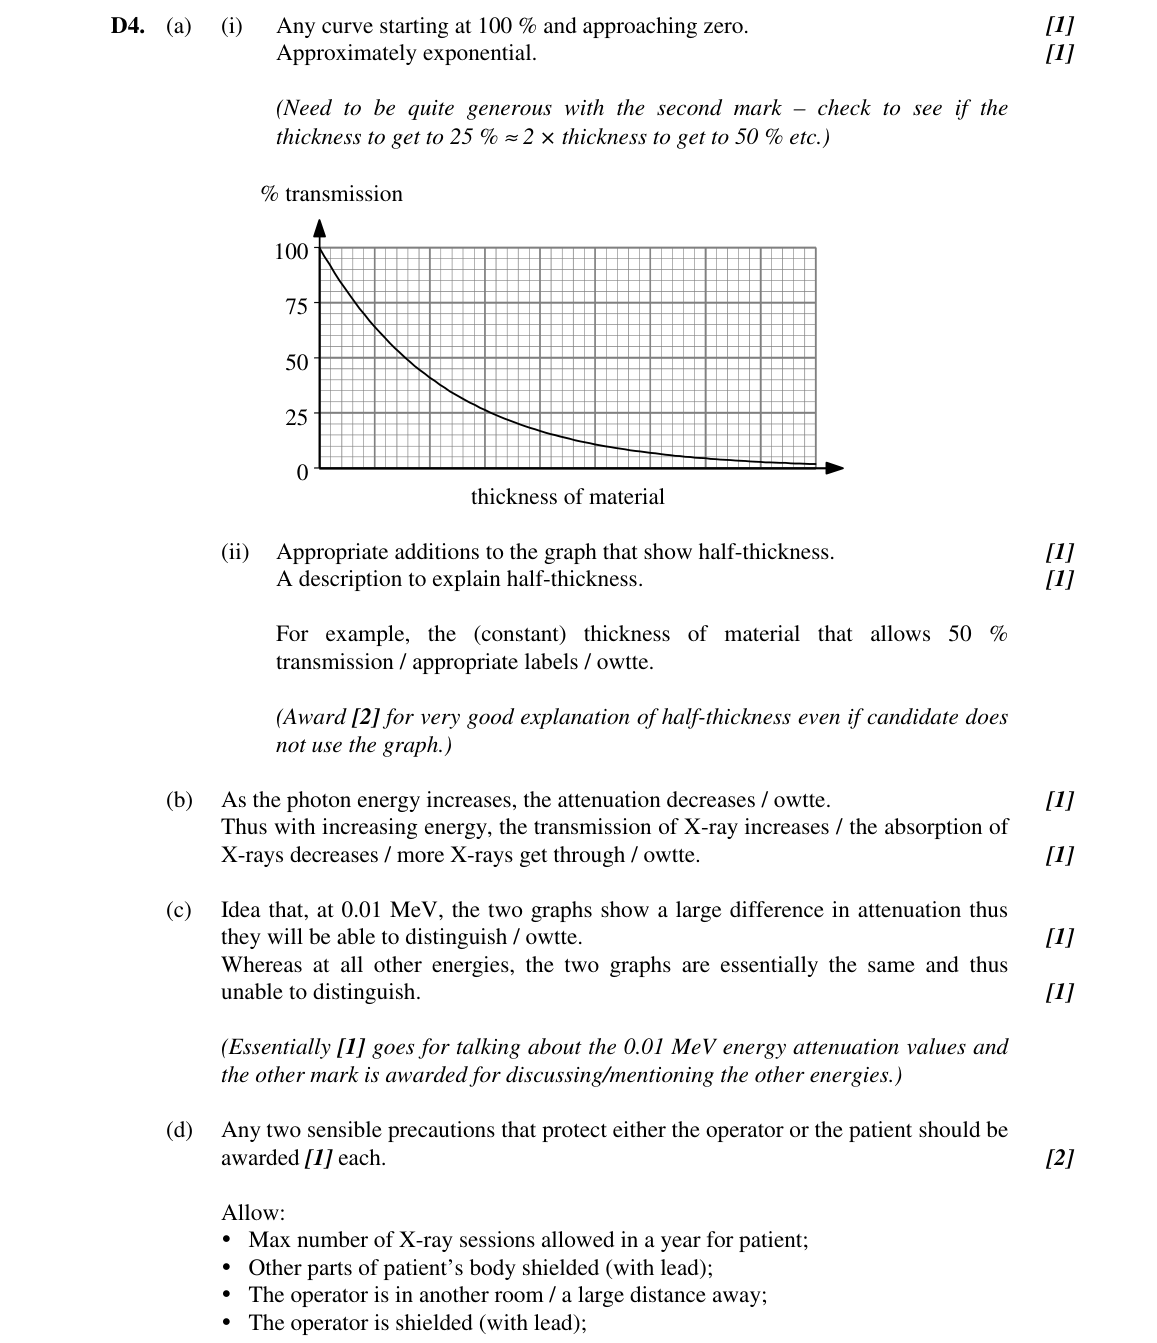 D4. (a) (i) Any curve starting at 100 % and approaching zero. [1]
Approximately exponential. [1]
(Need to be quite generous with the second mark – check to see if the
thickness to get to 25 % ≈ 2 × thickness to get to 50 % etc.)
% transmission
100
75
50
25
0
thickness of material
(ii) Appropriate additions to the graph that show half-thickness. [1]
A description to explain half-thickness. [1]
For example, the (constant) thickness of material that allows 50 %
transmission / appropriate labels / owtte.
(Award [2] for very good explanation of half-thickness even if candidate does
not use the graph.)
(b) As the photon energy increases, the attenuation decreases / owtte. [1]
Thus with increasing energy, the transmission of X-ray increases / the absorption of
X-rays decreases / more X-rays get through / owtte. [1]
(c) Idea that, at 0.01 MeV, the two graphs show a large difference in attenuation thus
they will be able to distinguish / owtte. [1]
Whereas at all other energies, the two graphs are essentially the same and thus
unable to distinguish. [1]
(Essentially [1] goes for talking about the 0.01 MeV energy attenuation values and
the other mark is awarded for discussing/mentioning the other energies.)
(d) Any two sensible precautions that protect either the operator or the patient should be
awarded [1] each. [2]
Allow:
• Max number of X-ray sessions allowed in a year for patient;
• Other parts of patient's body shielded (with lead);
• The operator is in another room / a large distance away;
• The operator is shielded (with lead);